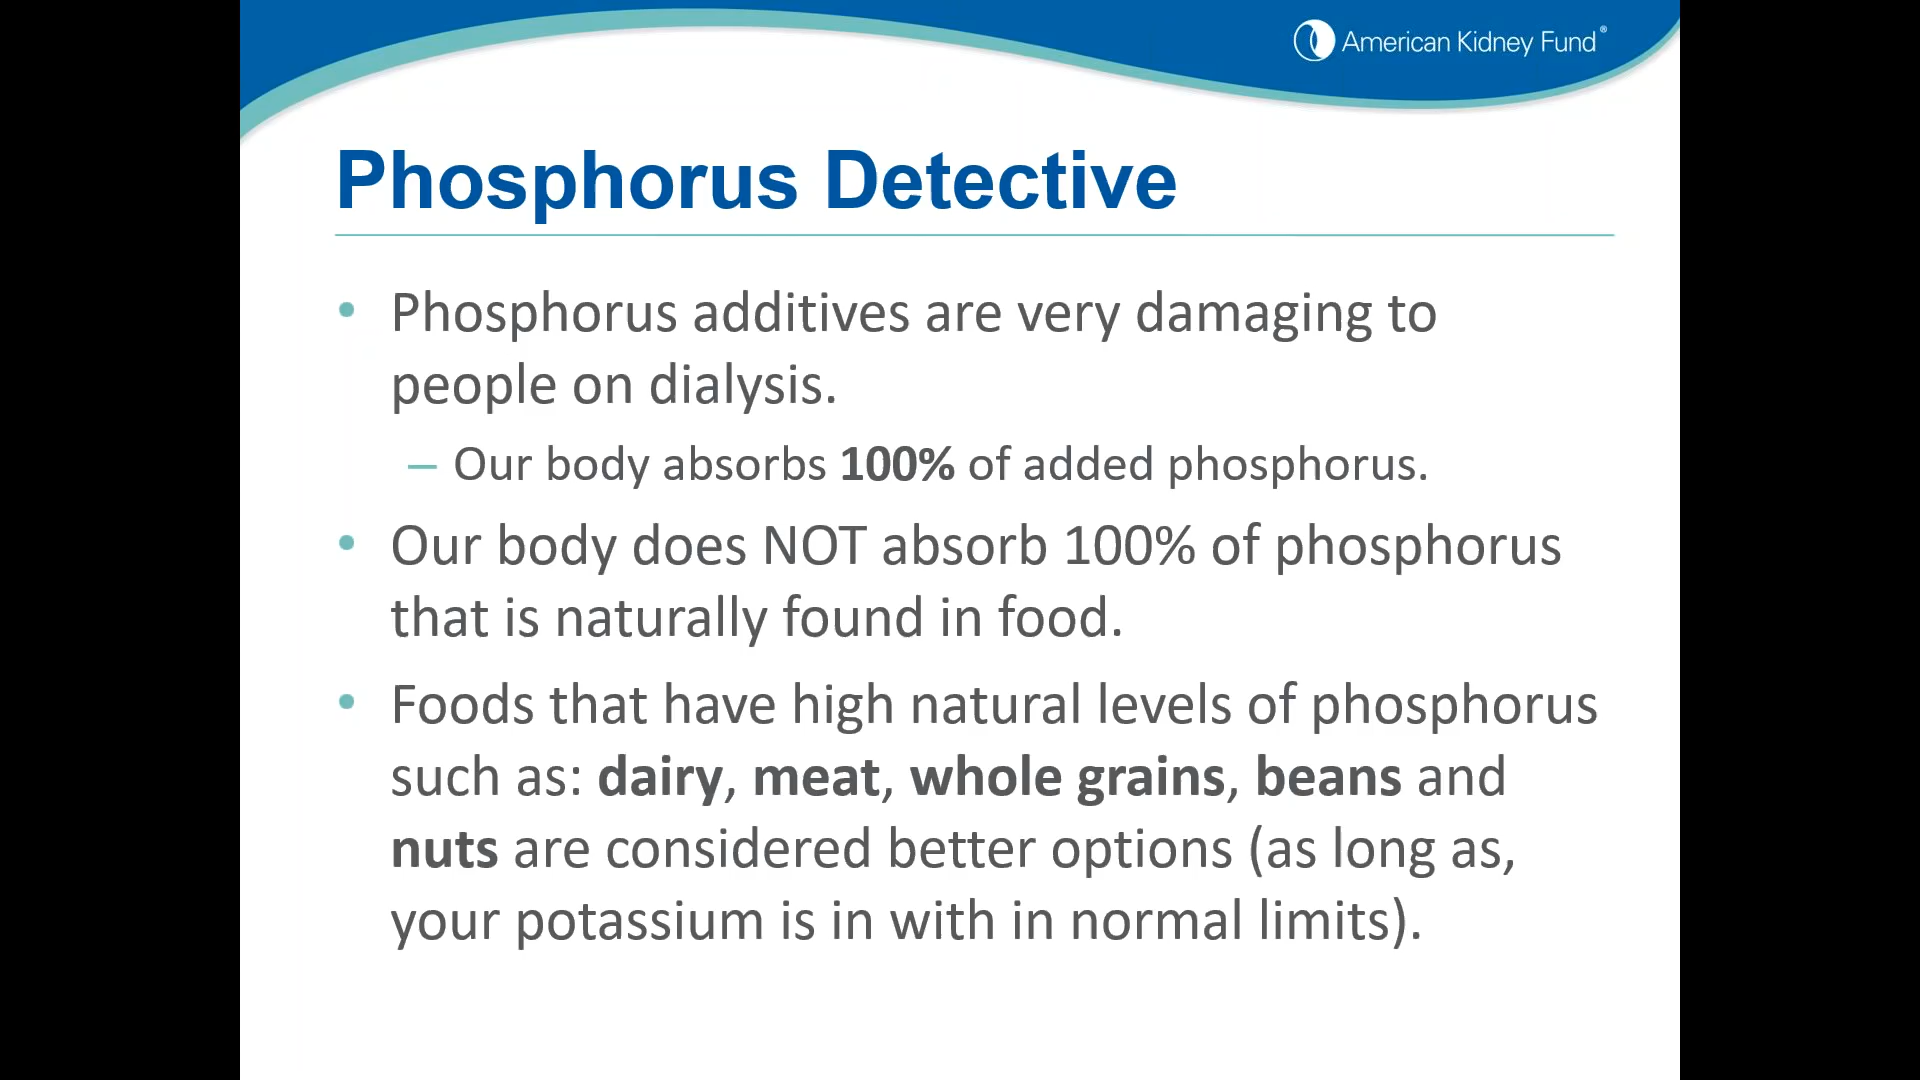 American Kidney Fund®
Phosphorus Detective
• Phosphorus additives are very damaging to
people on dialysis.
– Our body absorbs 100% of added phosphorus.
• Our body does NOT absorb 100% of phosphorus
that is naturally found in food.
• Foods that have high natural levels of phosphorus
such as: dairy, meat, whole grains, beans and
nuts are considered better options (as long as,
your potassium is in with in normal limits).